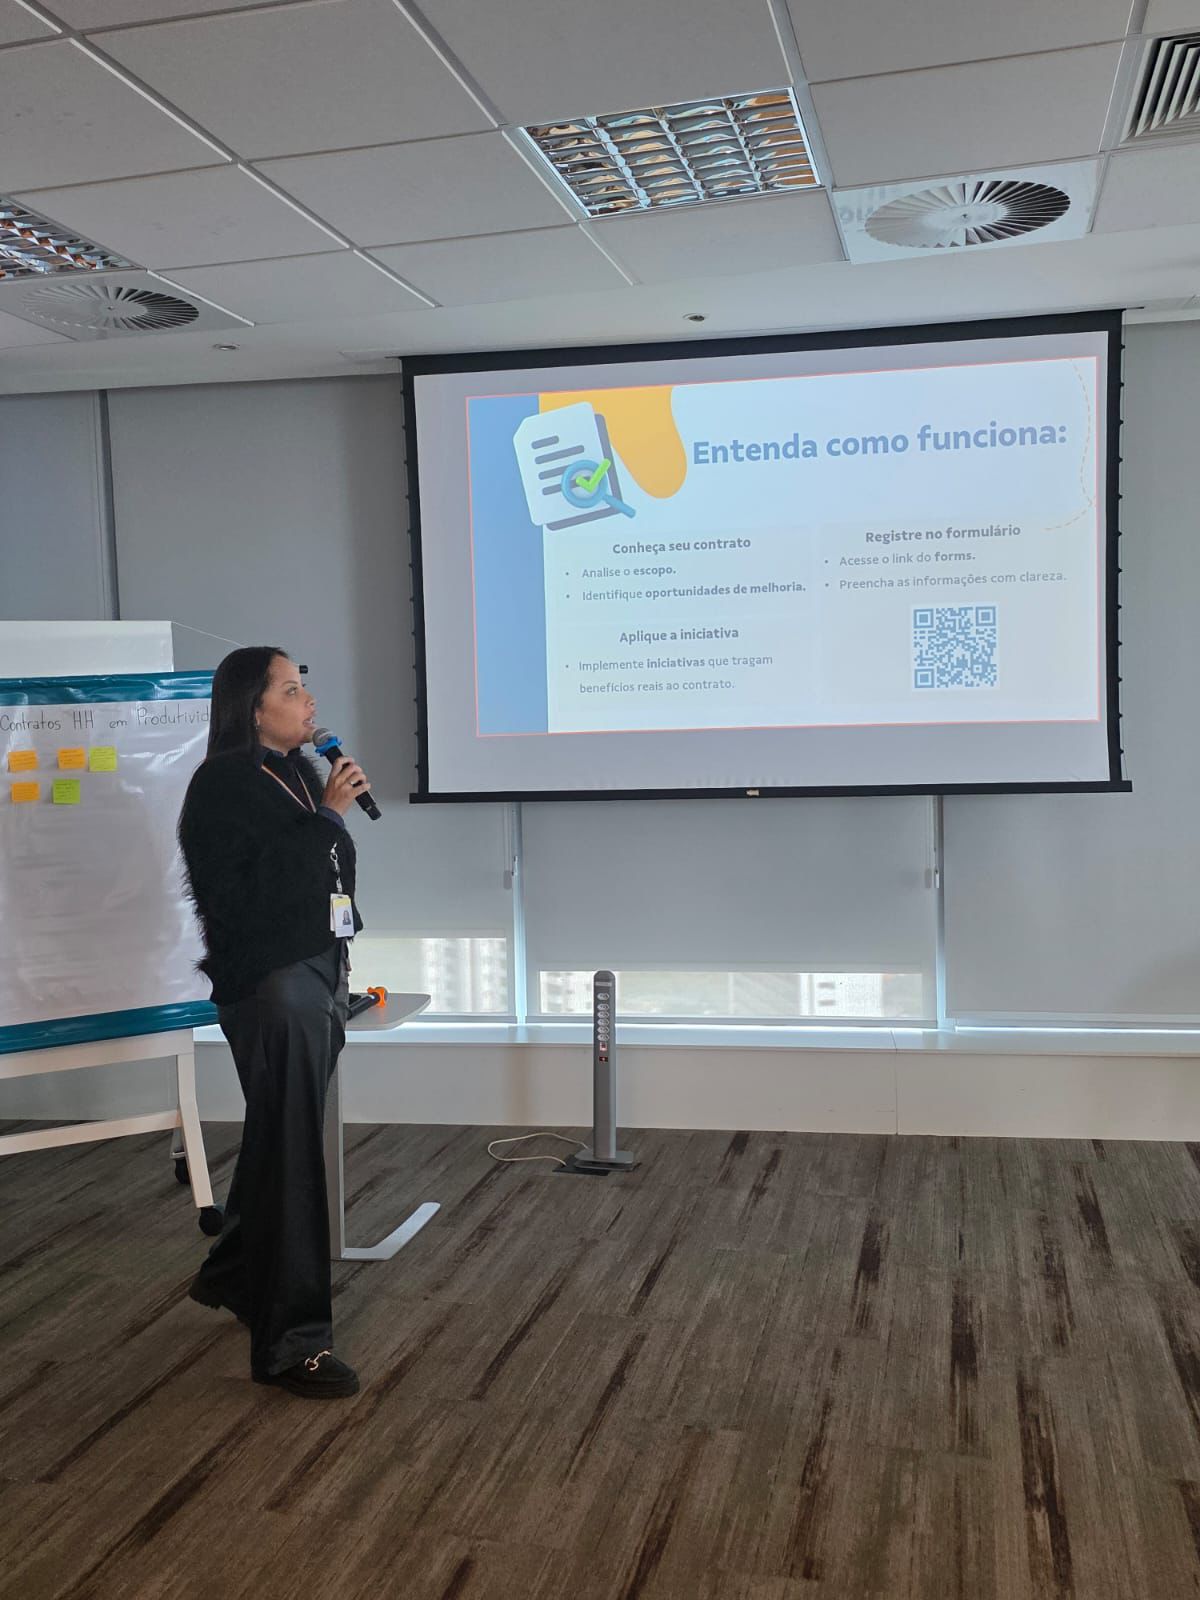 Entenda como funciona:
Conheça seu contrato
• Analise o escopo.
• Identifique oportunidades de melhoria.
Aplique a iniciativa
• Implemente iniciativas que tragam
benefícios reais ao contrato.
Registre no formulário
• Acesse o link do forms.
• Preencha as informações com clareza.
Contratos HH em Produtivid